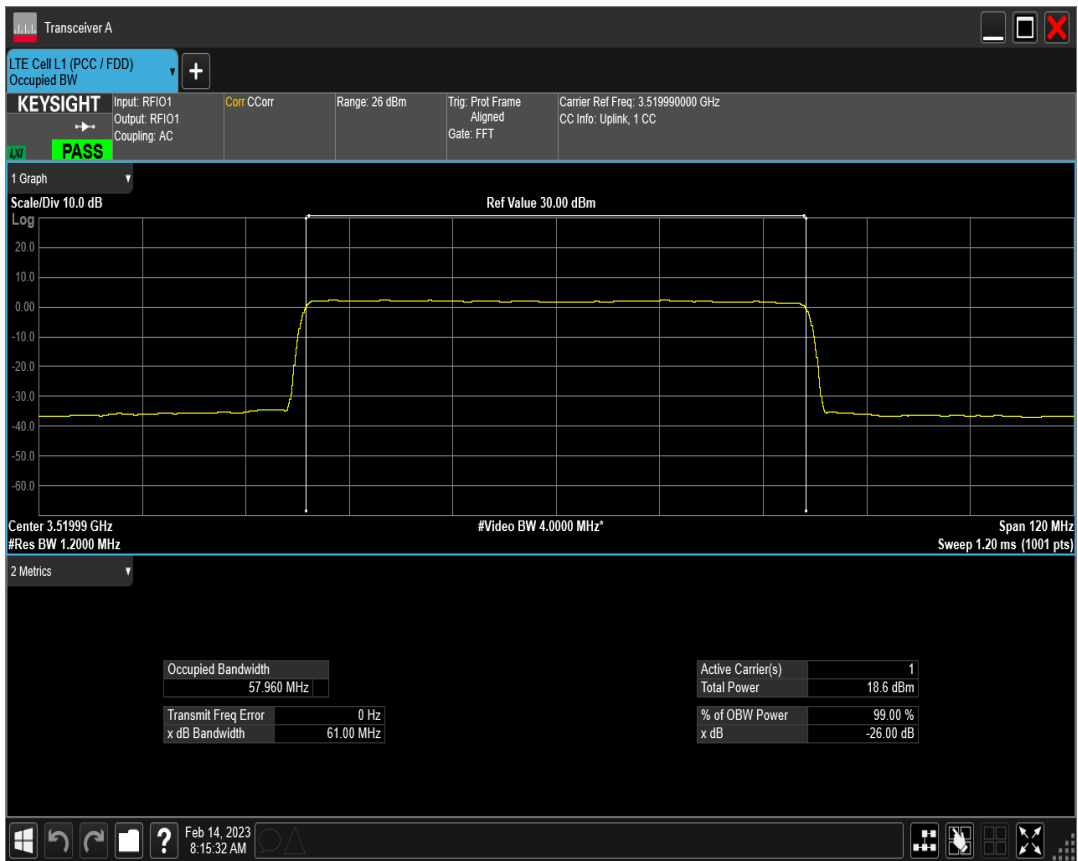 Transceiver A
LTE Cell L1 (PCC / FDD)
Occupied BW
+
KEYSIGHT
LXI
PASS
Input: RFIO1
Output: RFIO1
Coupling: AC
Corr CCorr
Range: 26 dBm
Trig: Prot Frame
Aligned
Gate: FFT
Carrier Ref Freq: 3.519990000 GHz
CC Info: Uplink, 1 CC
1 Graph
Scale/Div 10.0 dB
Ref Value 30.00 dBm
Log
20.0
10.0
0.00
-10.0
-20.0
-30.0
-40.0
-50.0
-60.0
Center 3.51999 GHz
#Video BW 4.0000 MHz*
Span 120 MHz
#Res BW 1.2000 MHz
Sweep 1.20 ms (1001 pts)
2 Metrics
Occupied Bandwidth
57.960 MHz
Transmit Freq Error 0 Hz
x dB Bandwidth 61.00 MHz
Active Carrier(s) 1
Total Power 18.6 dBm
% of OBW Power 99.00 %
x dB -26.00 dB
?
Feb 14, 2023
8:15:32 AM